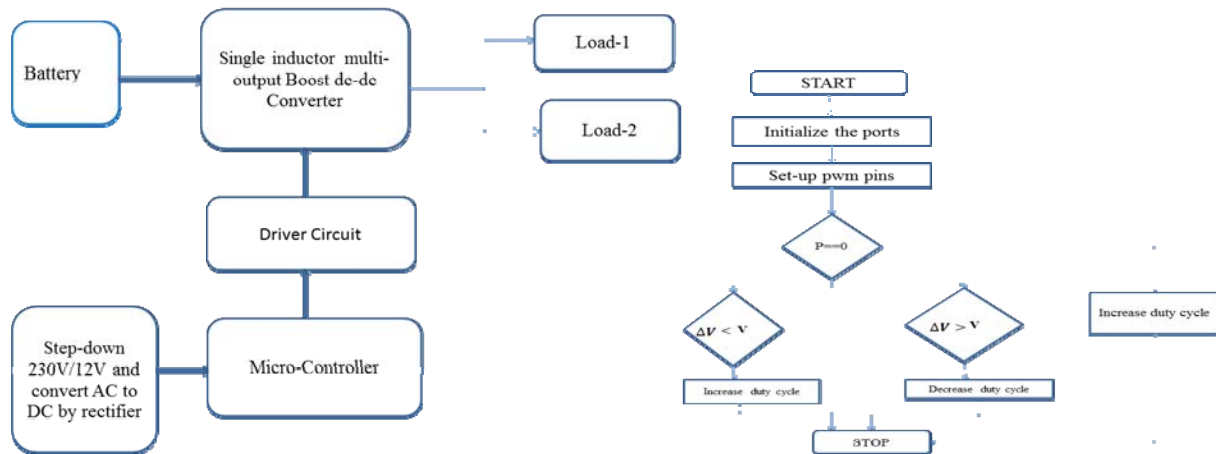 Battery
Single inductor multi-
output Boost dc-dc
Converter
Load-1
Load-2
Driver Circuit
Step-down
230V/12V and
convert AC to
DC by rectifier
Micro-Controller
START
Initialize the ports
Set-up pwm pins
P==0
ΔV < V
ΔV > V
Increase duty cycle
Increase duty cycle
Decrease duty cycle
STOP